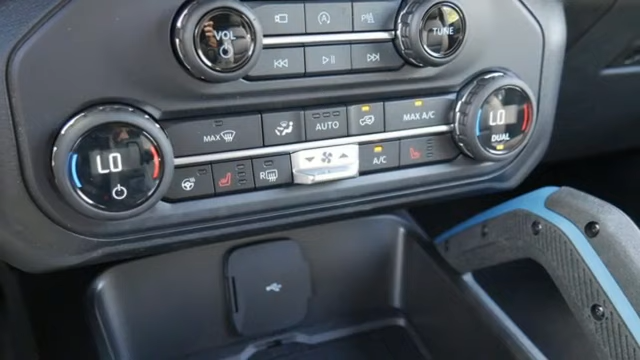 VOL
TUNE
MAX
AUTO
MAX A/C
LO
LO
DUAL
R
A/C